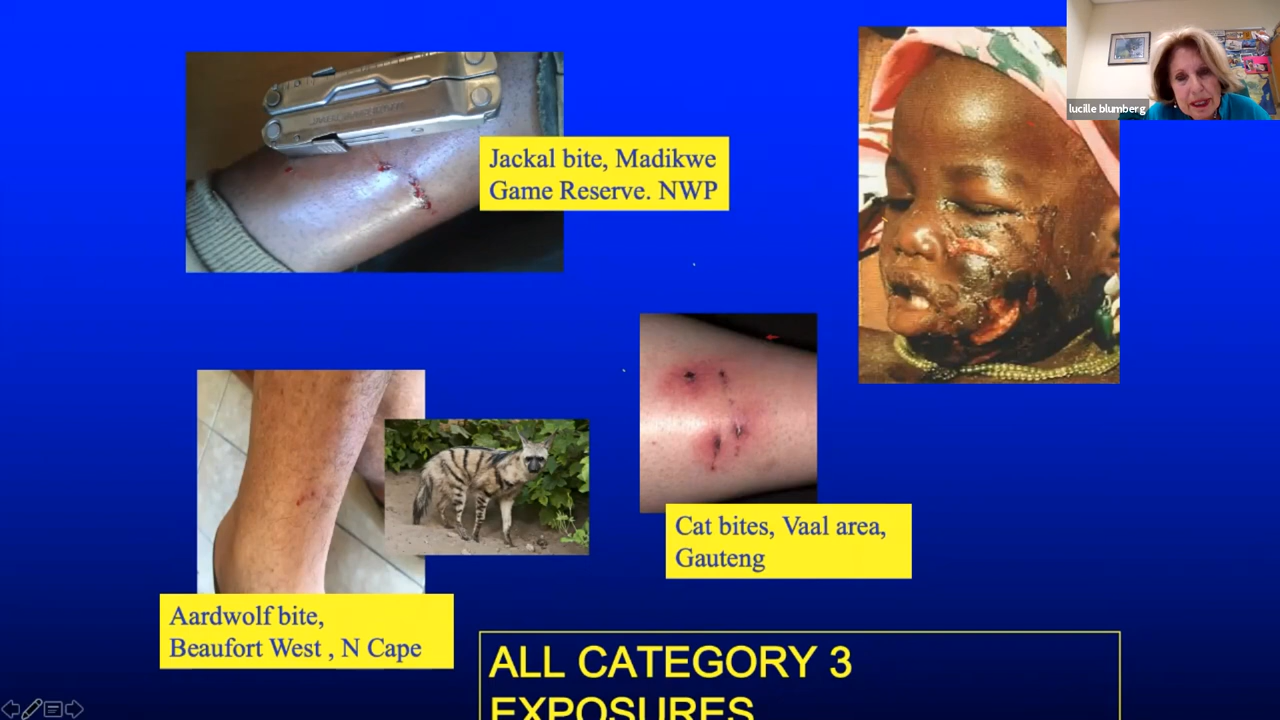 lucille blumberg
Jackal bite, Madikwe
Game Reserve. NWP
Cat bites, Vaal area,
Gauteng
Aardwolf bite,
Beaufort West , N Cape
ALL CATEGORY 3
EXPOSURES